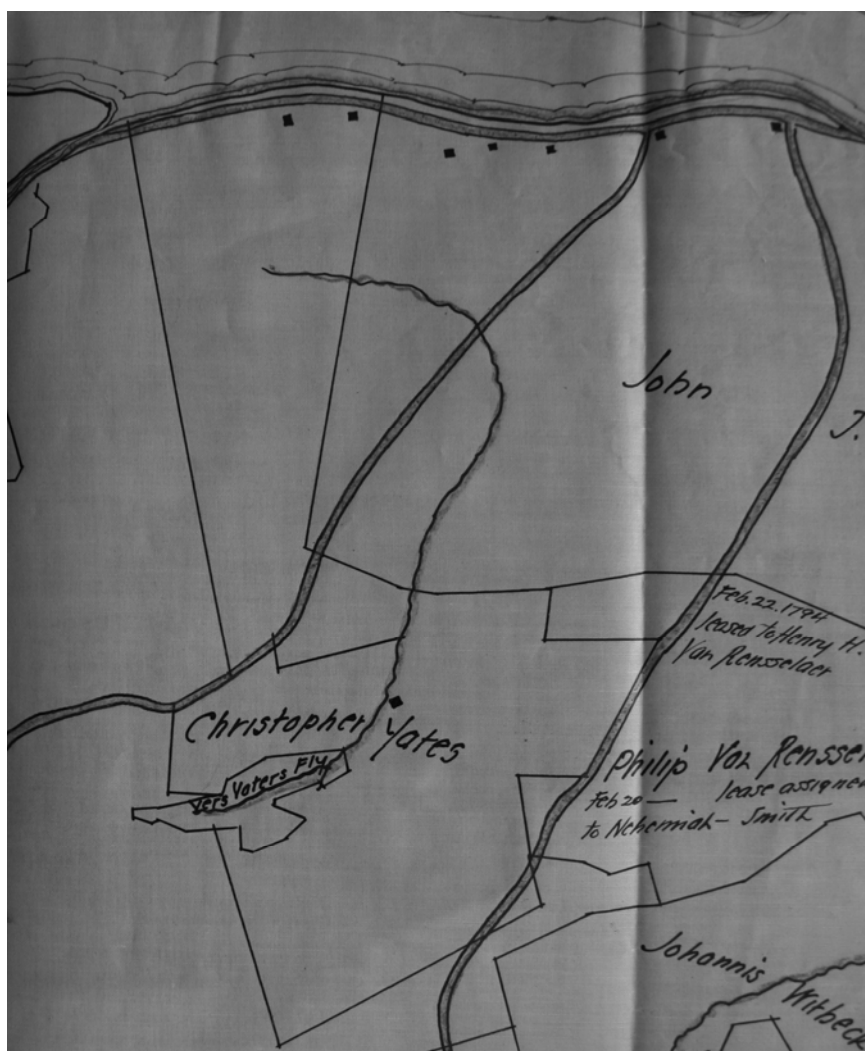 John
J.
Feb. 22. 1794
leased to Henry H.
Van Rensselaer
Christopher Yates
Vers Vaters Fly
Philip Van Rensse
Feb 20 — lease assigne
to Nehemiah - Smith
Johannis Witbeck